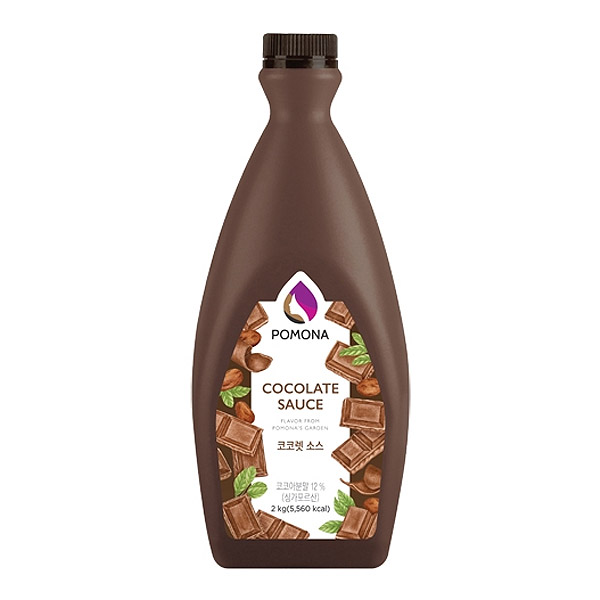 POMONA
COCOLATE
SAUCE
FLAVOR FROM
POMONA'S GARDEN
코코렛 소스
코코아분말 12 %
(싱가포르산)
2 kg(5,560 kcal)